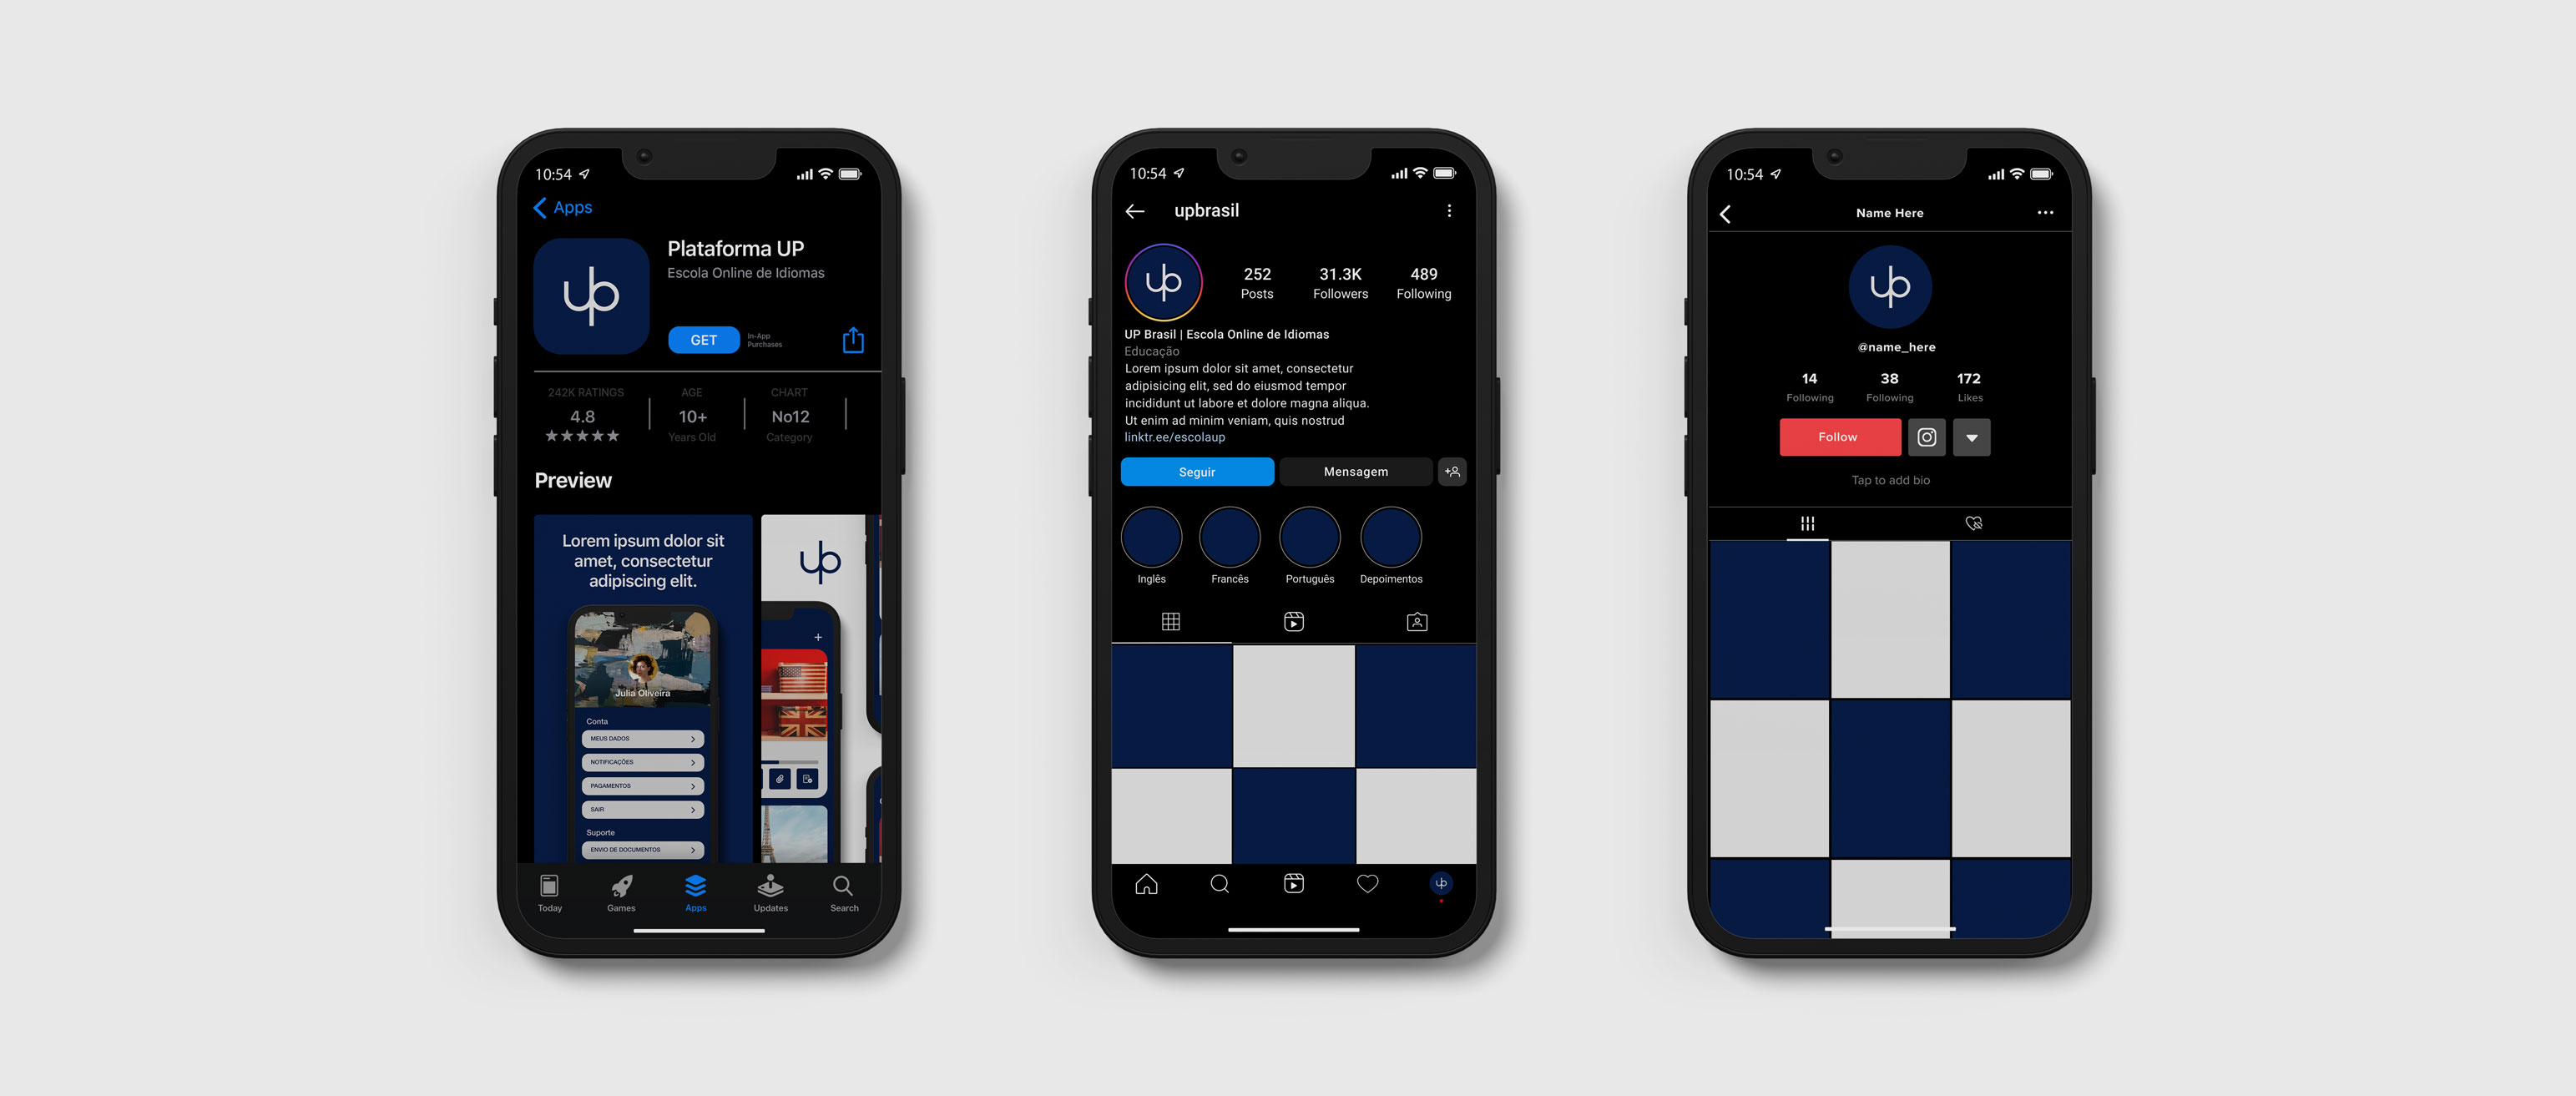 10:54
Apps
up
Plataforma UP
Escola Online de Idiomas
GET
In-App
Purchases
242K RATINGS
4.8
AGE
10+
Years Old
CHART
No12
Category
Preview
Lorem ipsum dolor sit
amet, consectetur
adipiscing elit.
Julia Oliveira
Conta
MEUS DADOS
NOTIFICAÇÕES
PAGAMENTOS
SAIR
Suporte
ENVIO DE DOCUMENTOS
up
Today
Games
Apps
Updates
Search
10:54
upbrasil
up
252
Posts
31.3K
Followers
489
Following
UP Brasil | Escola Online de Idiomas
Educação
Lorem ipsum dolor sit amet, consectetur
adipisicing elit, sed do eiusmod tempor
incididunt ut labore et dolore magna aliqua.
Ut enim ad minim veniam, quis nostrud
linktr.ee/escolaup
Seguir
Mensagem
Inglês
Francês
Português
Depoimentos
up
10:54
Name Here
up
@name_here
14
Following
38
Following
172
Likes
Follow
Tap to add bio